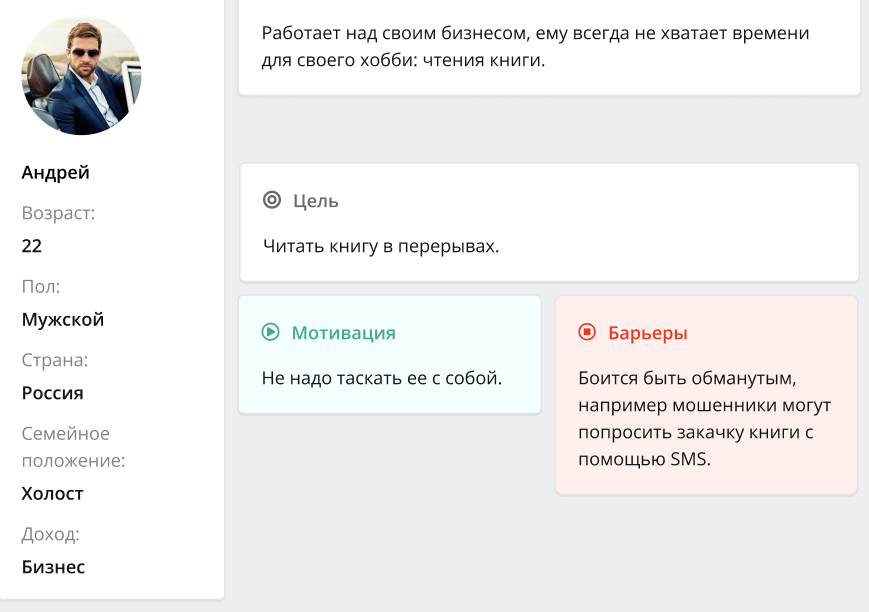 Работает над своим бизнесом, ему всегда не хватает времени
для своего хобби: чтения книги.
Андрей
Возраст:
22
Пол:
Мужской
Страна:
Россия
Семейное
положение:
Холост
Доход:
Бизнес
Цель
Читать книгу в перерывах.
Мотивация
Не надо таскать ее с собой.
Барьеры
Боится быть обманутым,
например мошенники могут
попросить закачку книги с
помощью SMS.